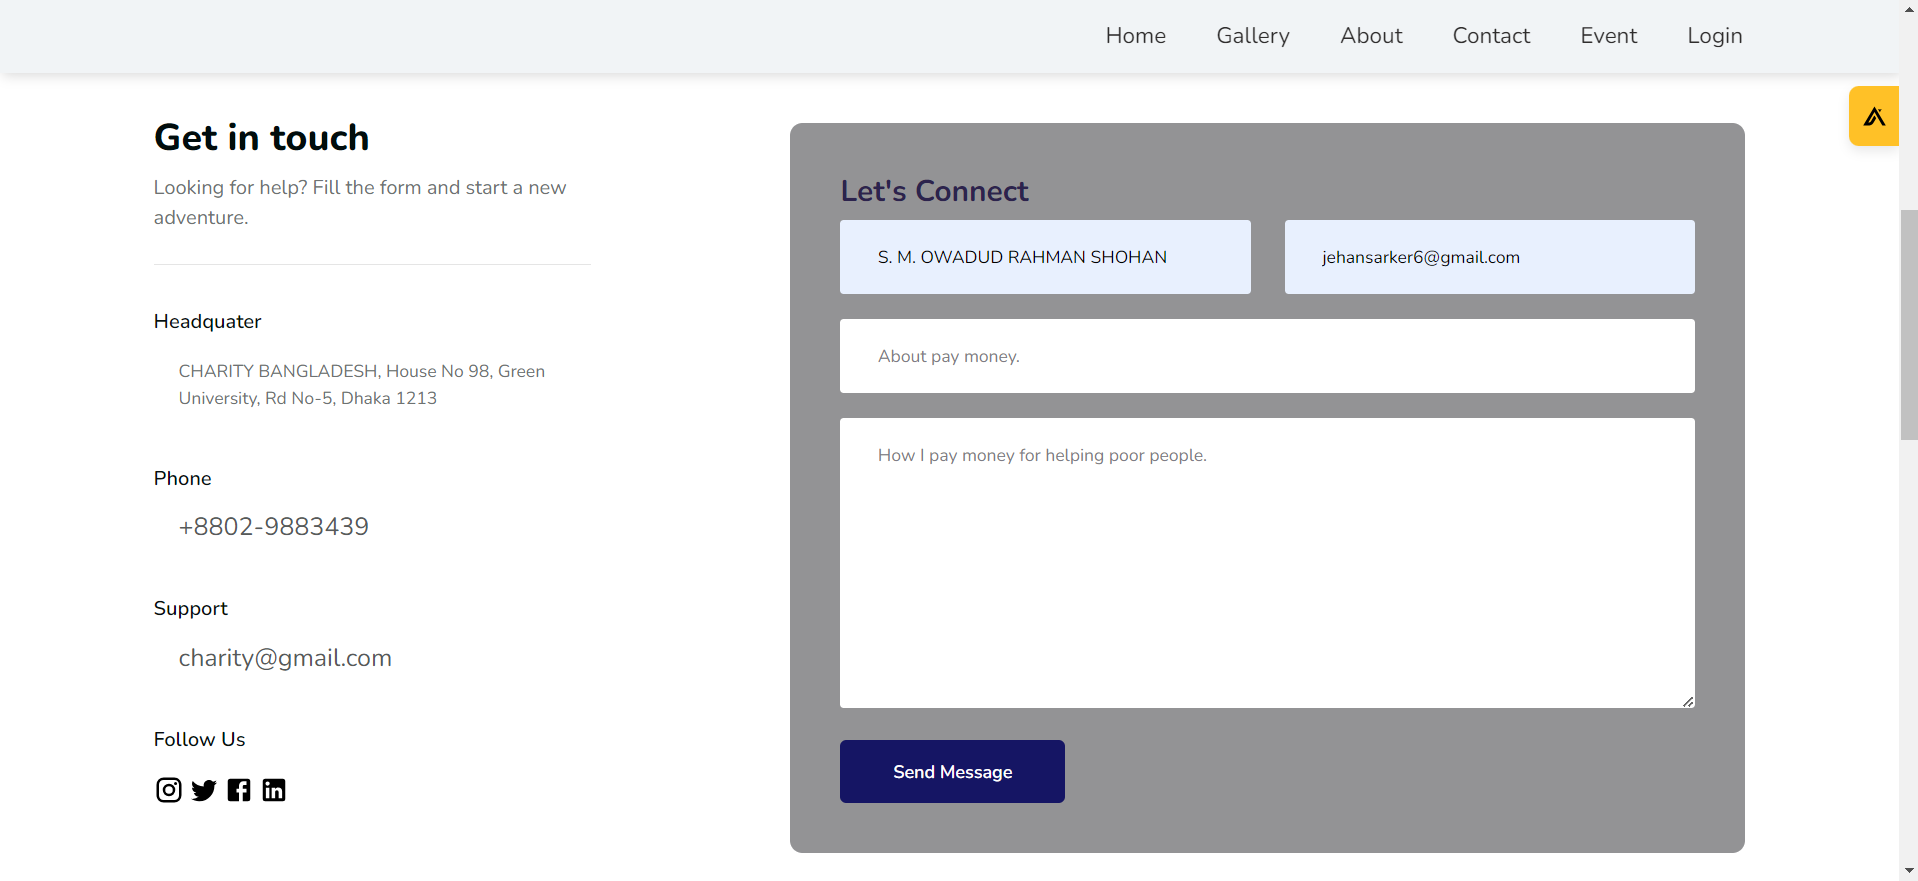 Home Gallery About Contact Event Login
Get in touch
Looking for help? Fill the form and start a new
adventure.
Headquater
CHARITY BANGLADESH, House No 98, Green
University, Rd No-5, Dhaka 1213
Phone
+8802-9883439
Support
charity@gmail.com
Follow Us
Let's Connect
S. M. OWADUD RAHMAN SHOHAN
jehansarker6@gmail.com
About pay money.
How I pay money for helping poor people.
Send Message